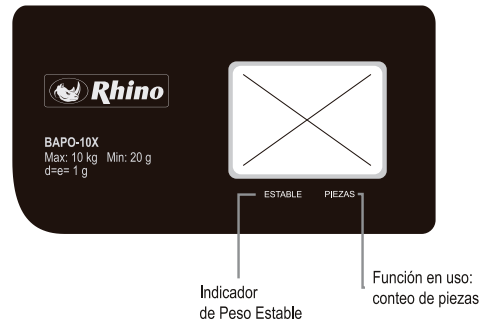 Rhino
BAPO-10X
Max: 10 kg Min: 20 g
d=e= 1 g
ESTABLE PIEZAS
Indicador
de Peso Estable
Función en uso:
conteo de piezas